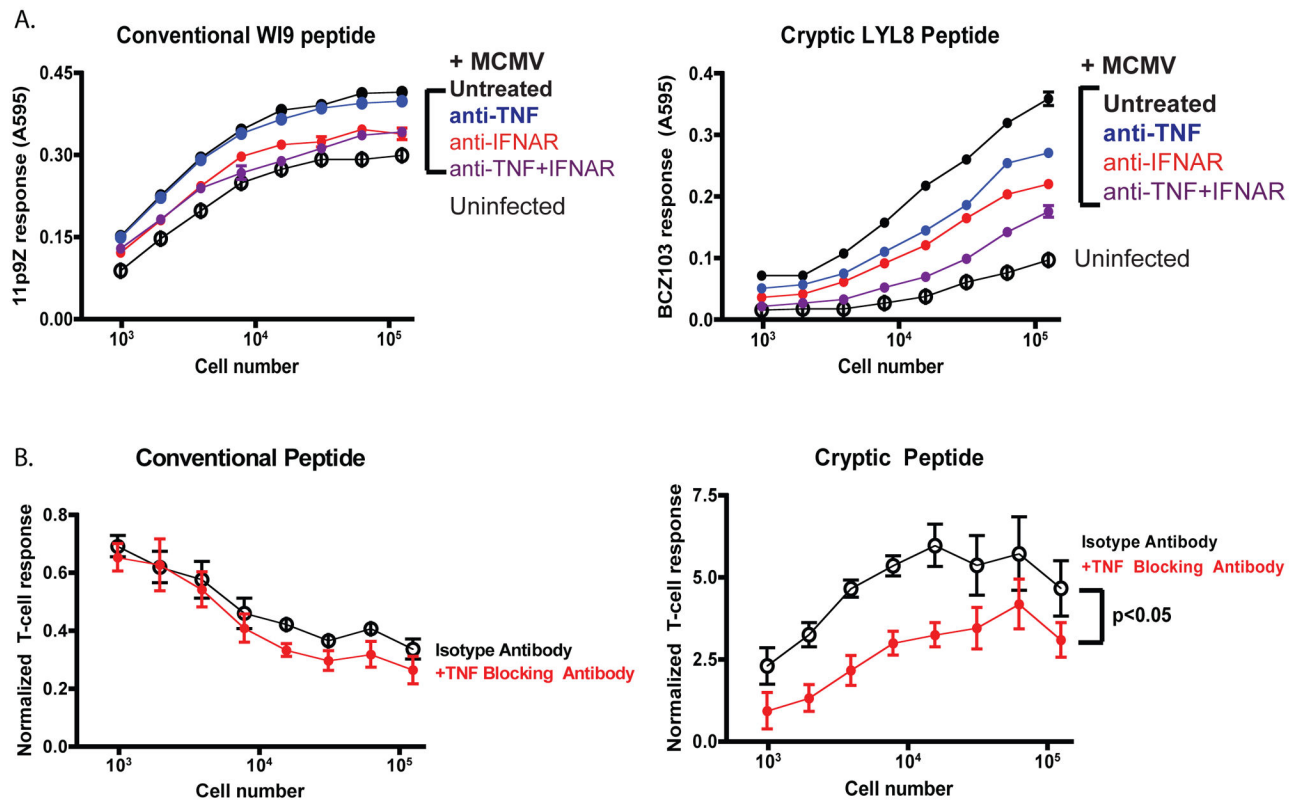 A.
Conventional WI9 peptide
11p9Z response (A595)
0.45
0.30
0.15
0.00
10³
10⁴
10⁵
Cell number
+ MCMV
Untreated
anti-TNF
anti-IFNAR
anti-TNF+IFNAR
Uninfected
Cryptic LYL8 Peptide
BCZ103 response (A595)
0.4
0.3
0.2
0.1
0.0
10³
10⁴
10⁵
Cell number
+ MCMV
Untreated
anti-TNF
anti-IFNAR
anti-TNF+IFNAR
Uninfected
B.
Conventional Peptide
Normalized T-cell response
0.8
0.6
0.4
0.2
0.0
10³
10⁴
10⁵
Cell number
Isotype Antibody
+TNF Blocking Antibody
Cryptic Peptide
Normalized T-cell response
7.5
5.0
2.5
0.0
10³
10⁴
10⁵
Cell number
Isotype Antibody
+TNF Blocking Antibody
p<0.05